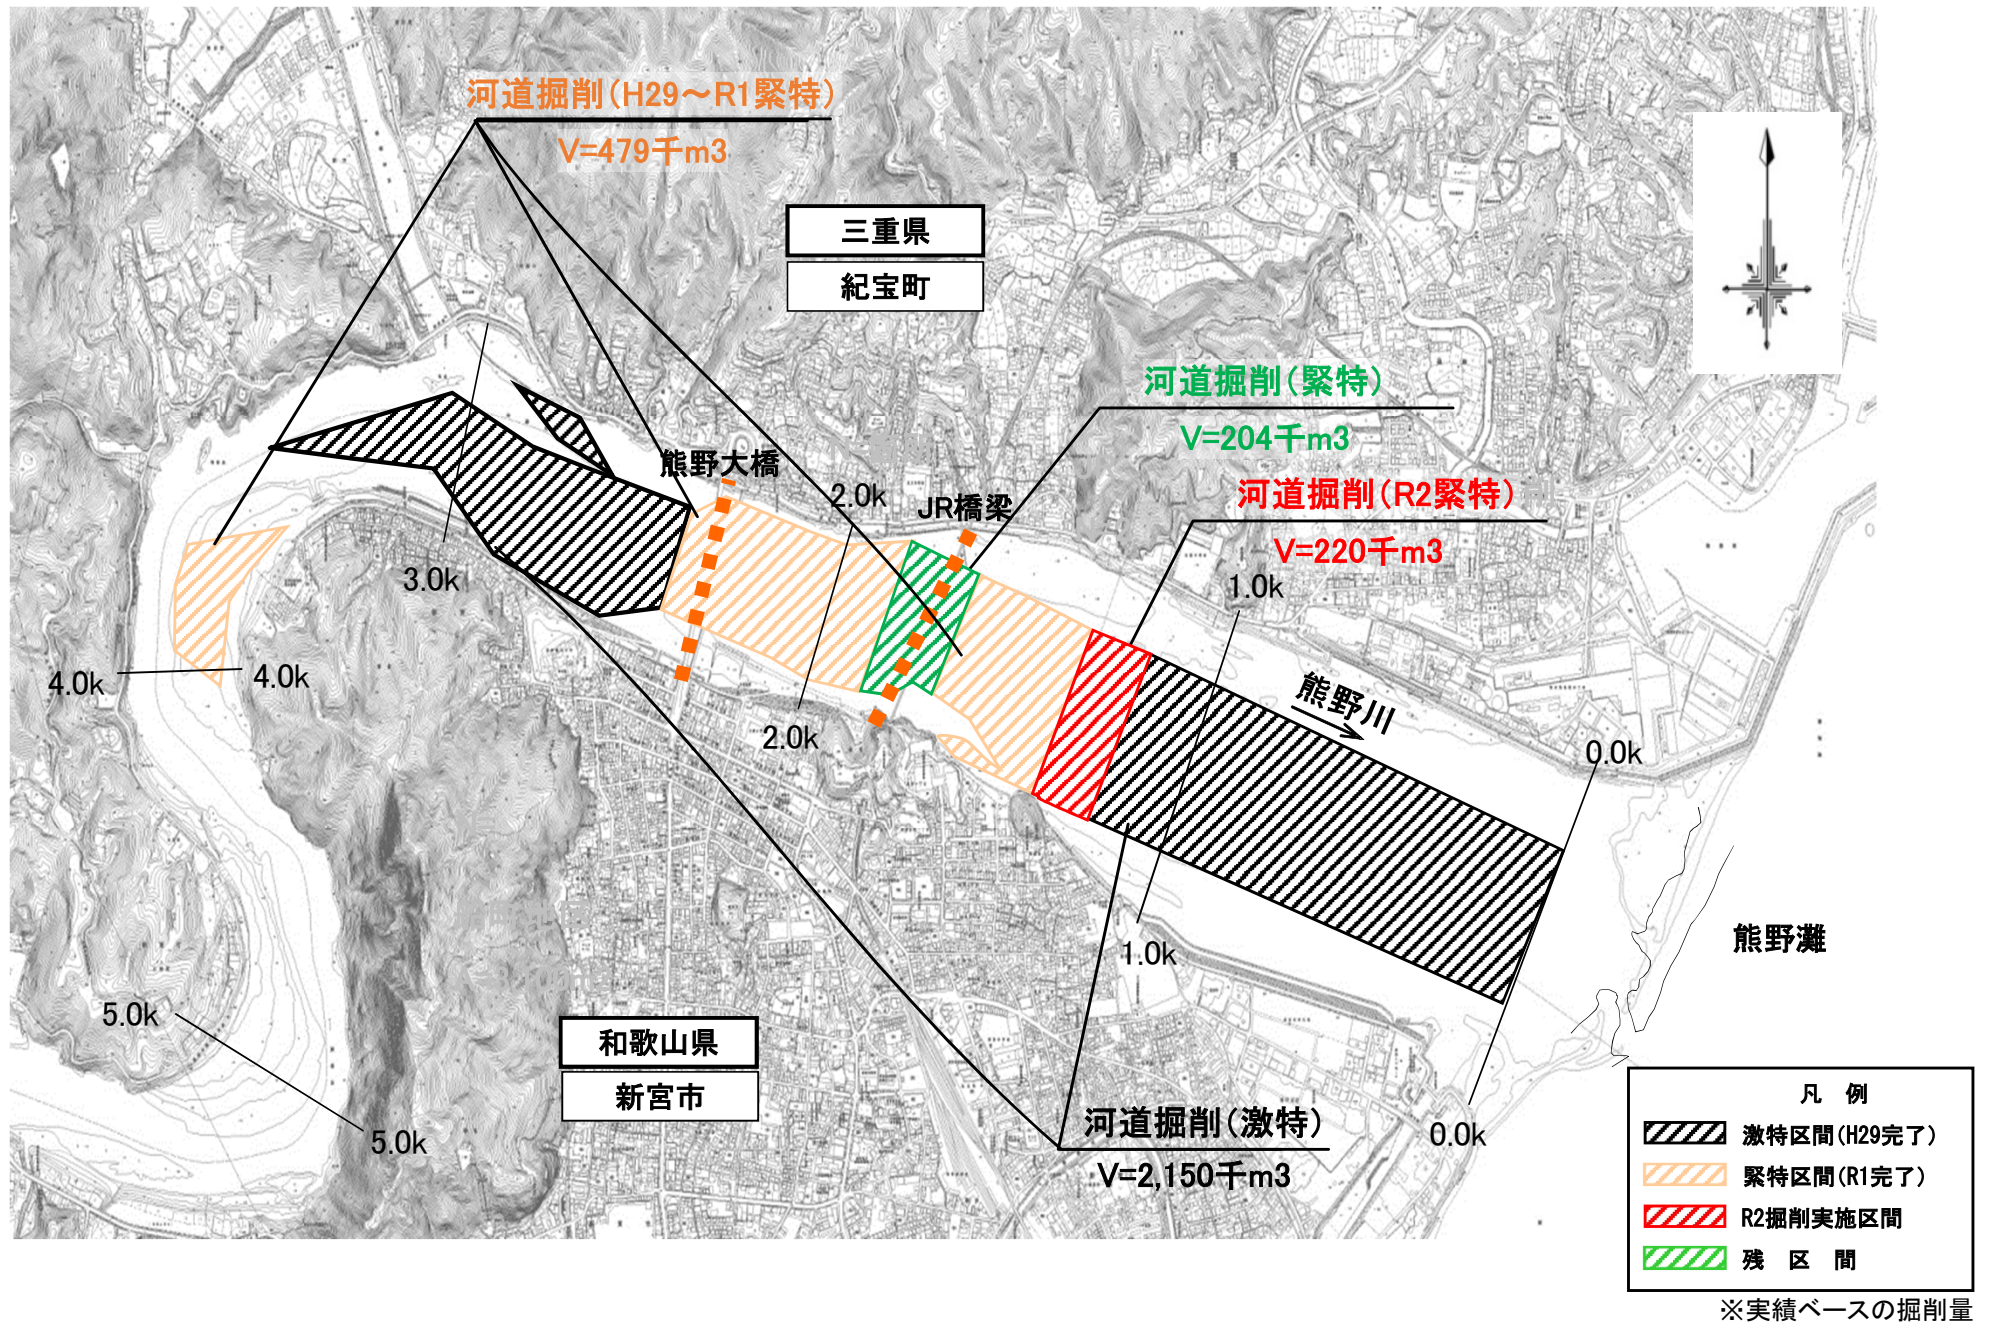 河道掘削(H29～R1緊特)
V=479千m3
三重県
紀宝町
河道掘削(緊特)
V=204千m3
熊野大橋
2.0k
JR橋梁
河道掘削(R2緊特)
V=220千m3
3.0k
1.0k
4.0k
4.0k
2.0k
熊野川
0.0k
熊野灘
1.0k
5.0k
和歌山県
新宮市
5.0k
河道掘削(激特)
V=2,150千m3
0.0k
凡　例
激特区間(H29完了)
緊特区間(R1完了)
R2掘削実施区間
残　区　間
※実績ベースの掘削量